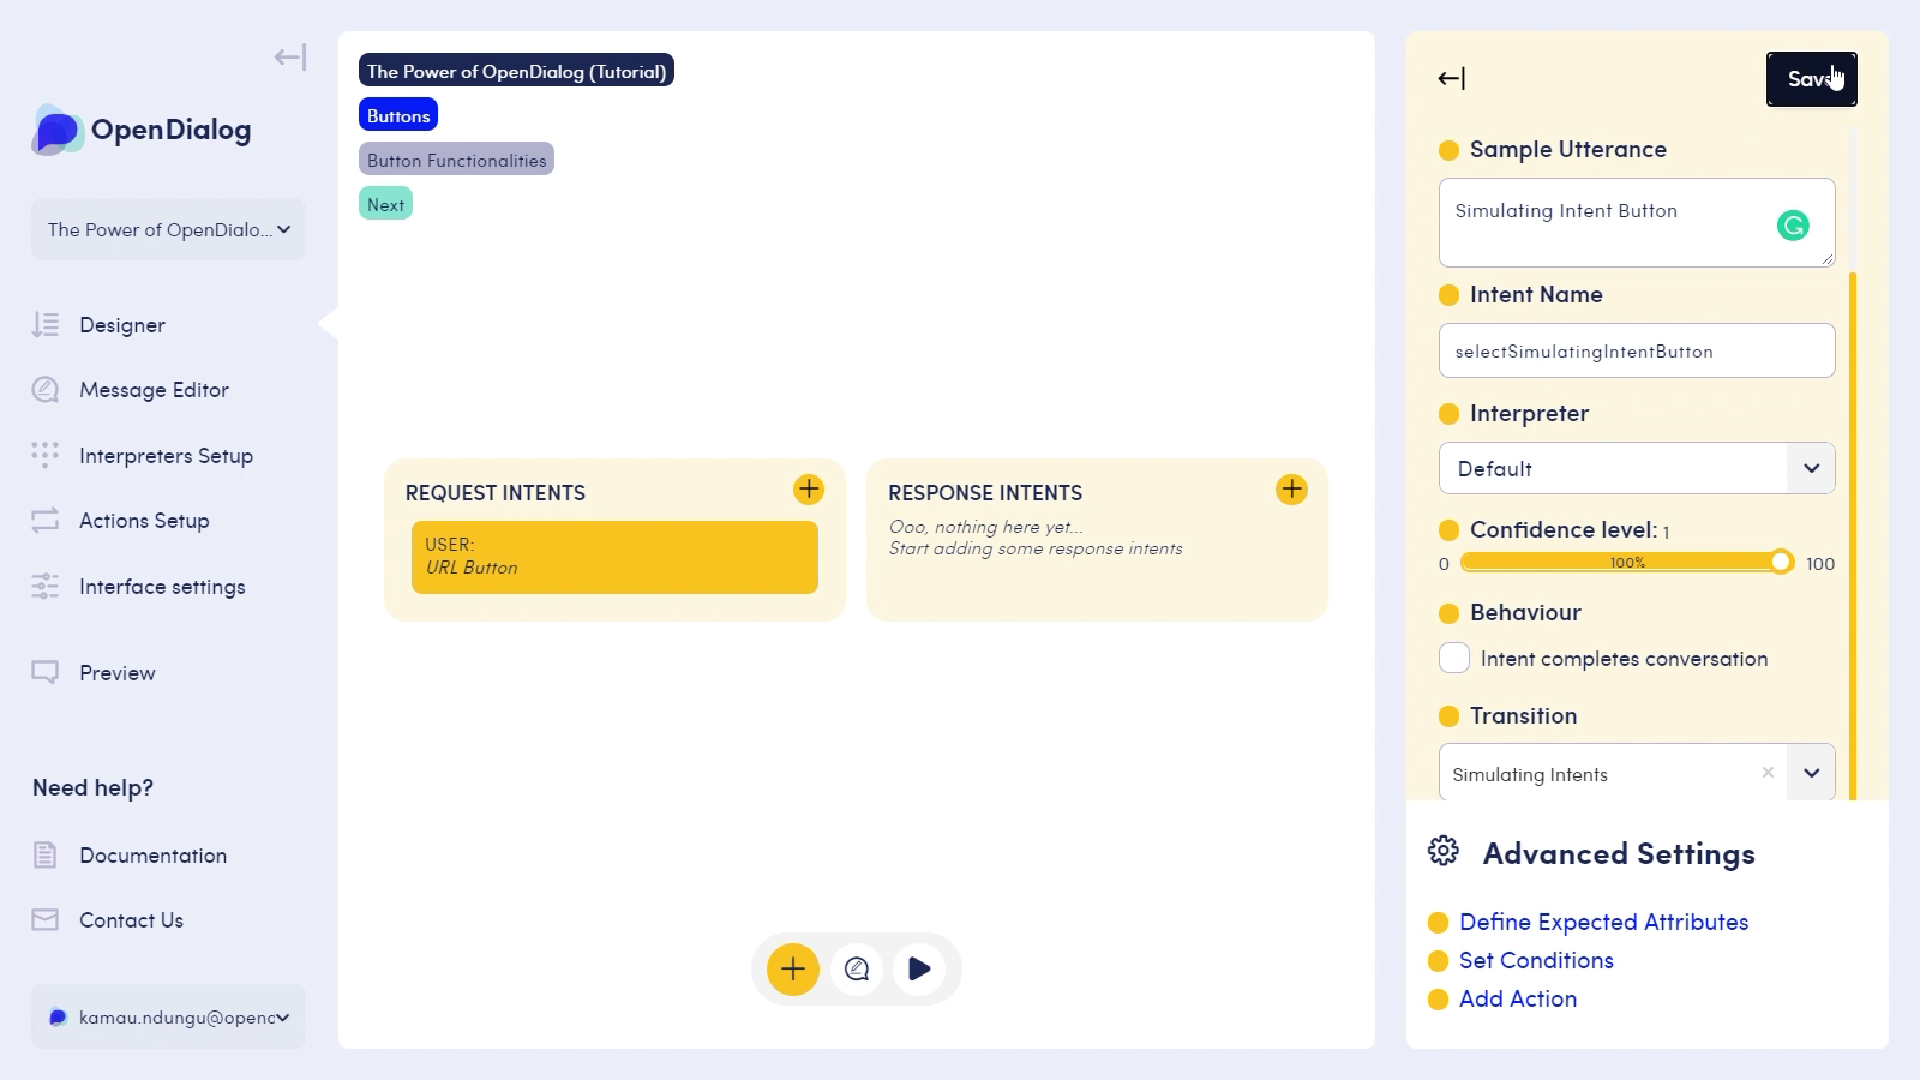 OpenDialog
The Power of OpenDialo...
Designer
Message Editor
Interpreters Setup
Actions Setup
Interface settings
Preview
Need help?
Documentation
Contact Us
kamau.ndungu@openc
The Power of OpenDialog (Tutorial)
Buttons
Button Functionalities
Next
REQUEST INTENTS
USER:
URL Button
RESPONSE INTENTS
Ooo, nothing here yet...
Start adding some response intents
Sav
Sample Utterance
Simulating Intent Button
Intent Name
selectSimulatingIntentButton
Interpreter
Default
Confidence level: 1
0 100% 100
Behaviour
Intent completes conversation
Transition
Simulating Intents
Advanced Settings
Define Expected Attributes
Set Conditions
Add Action